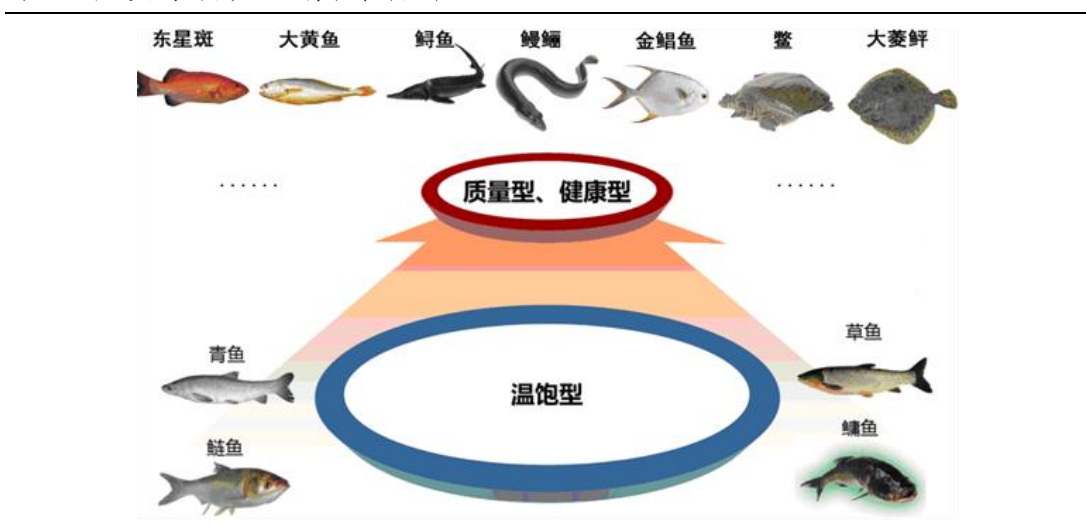 东星斑 大黄鱼 鲟鱼 鳗鲡 金鲳鱼 鳖 大菱鲆
…… ……
质量型、健康型
青鱼 草鱼
温饱型
鲢鱼 鳙鱼